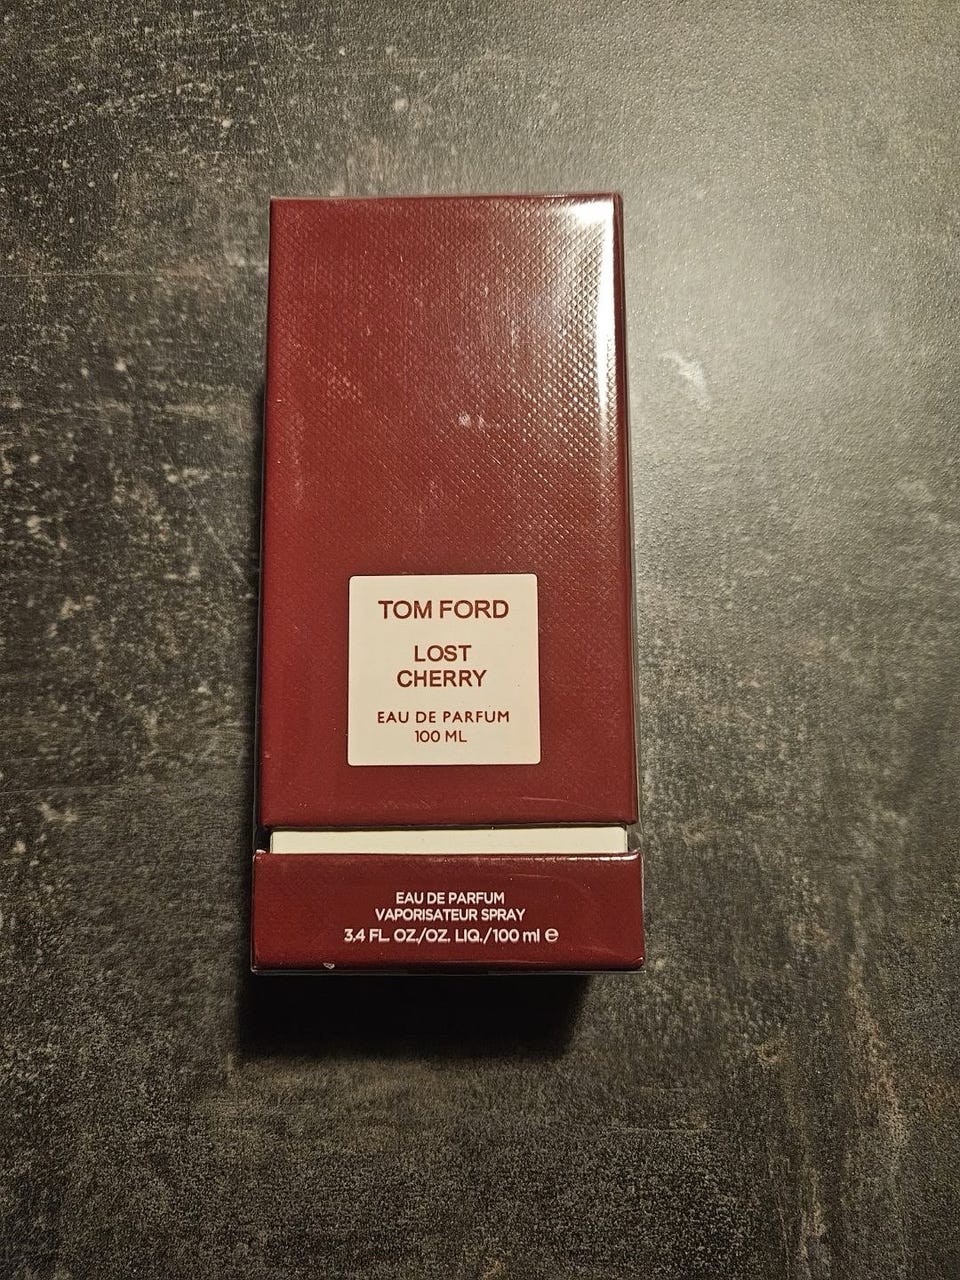 TOM FORD
LOST
CHERRY
EAU DE PARFUM
100 ML
EAU DE PARFUM
VAPORISATEUR SPRAY
3.4 FL. OZ./OZ. LIQ./100 ml ℮